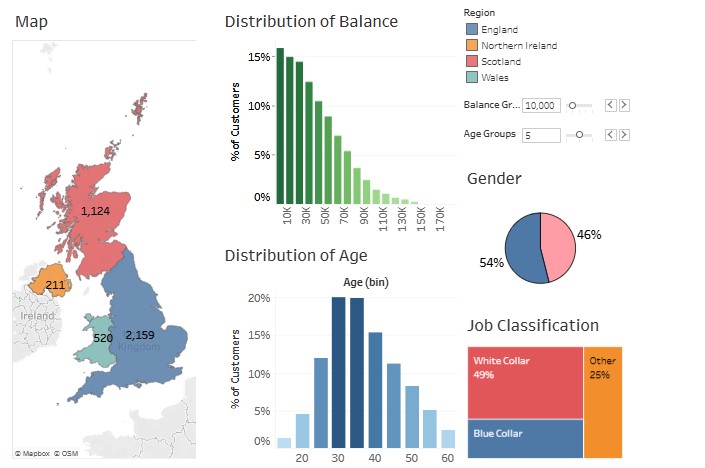 Map
1,124
211
Ireland
520
2,159
Kingdom
© Mapbox © OSM
Distribution of Balance
% of Customers
15%
10%
5%
0%
10K
30K
50K
70K
90K
110K
130K
150K
170K
Distribution of Age
Age (bin)
% of Customers
20%
15%
10%
5%
0%
20
30
40
50
60
Region
England
Northern Ireland
Scotland
Wales
Balance Gr... 10,000
Age Groups 5
Gender
46%
54%
Job Classification
White Collar
49%
Other
25%
Blue Collar